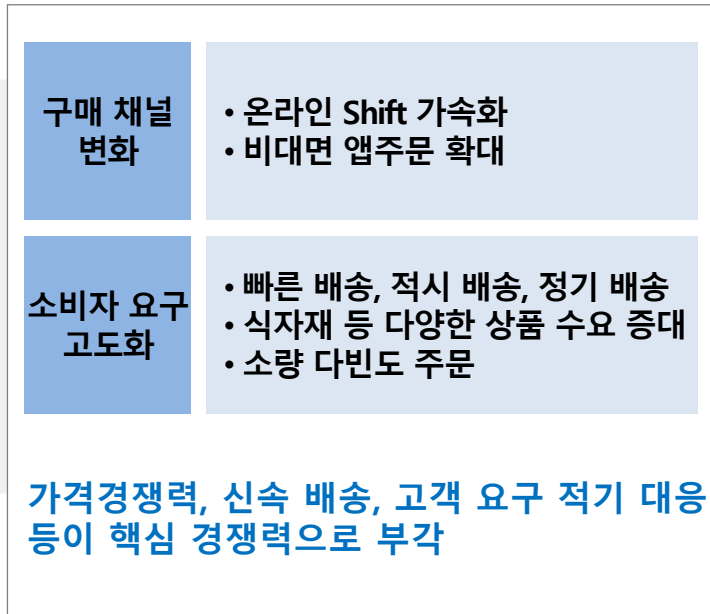 구매 채널
변화
• 온라인 Shift 가속화
• 비대면 앱주문 확대
소비자 요구
고도화
• 빠른 배송, 적시 배송, 정기 배송
• 식자재 등 다양한 상품 수요 증대
• 소량 다빈도 주문
가격경쟁력, 신속 배송, 고객 요구 적기 대응
등이 핵심 경쟁력으로 부각